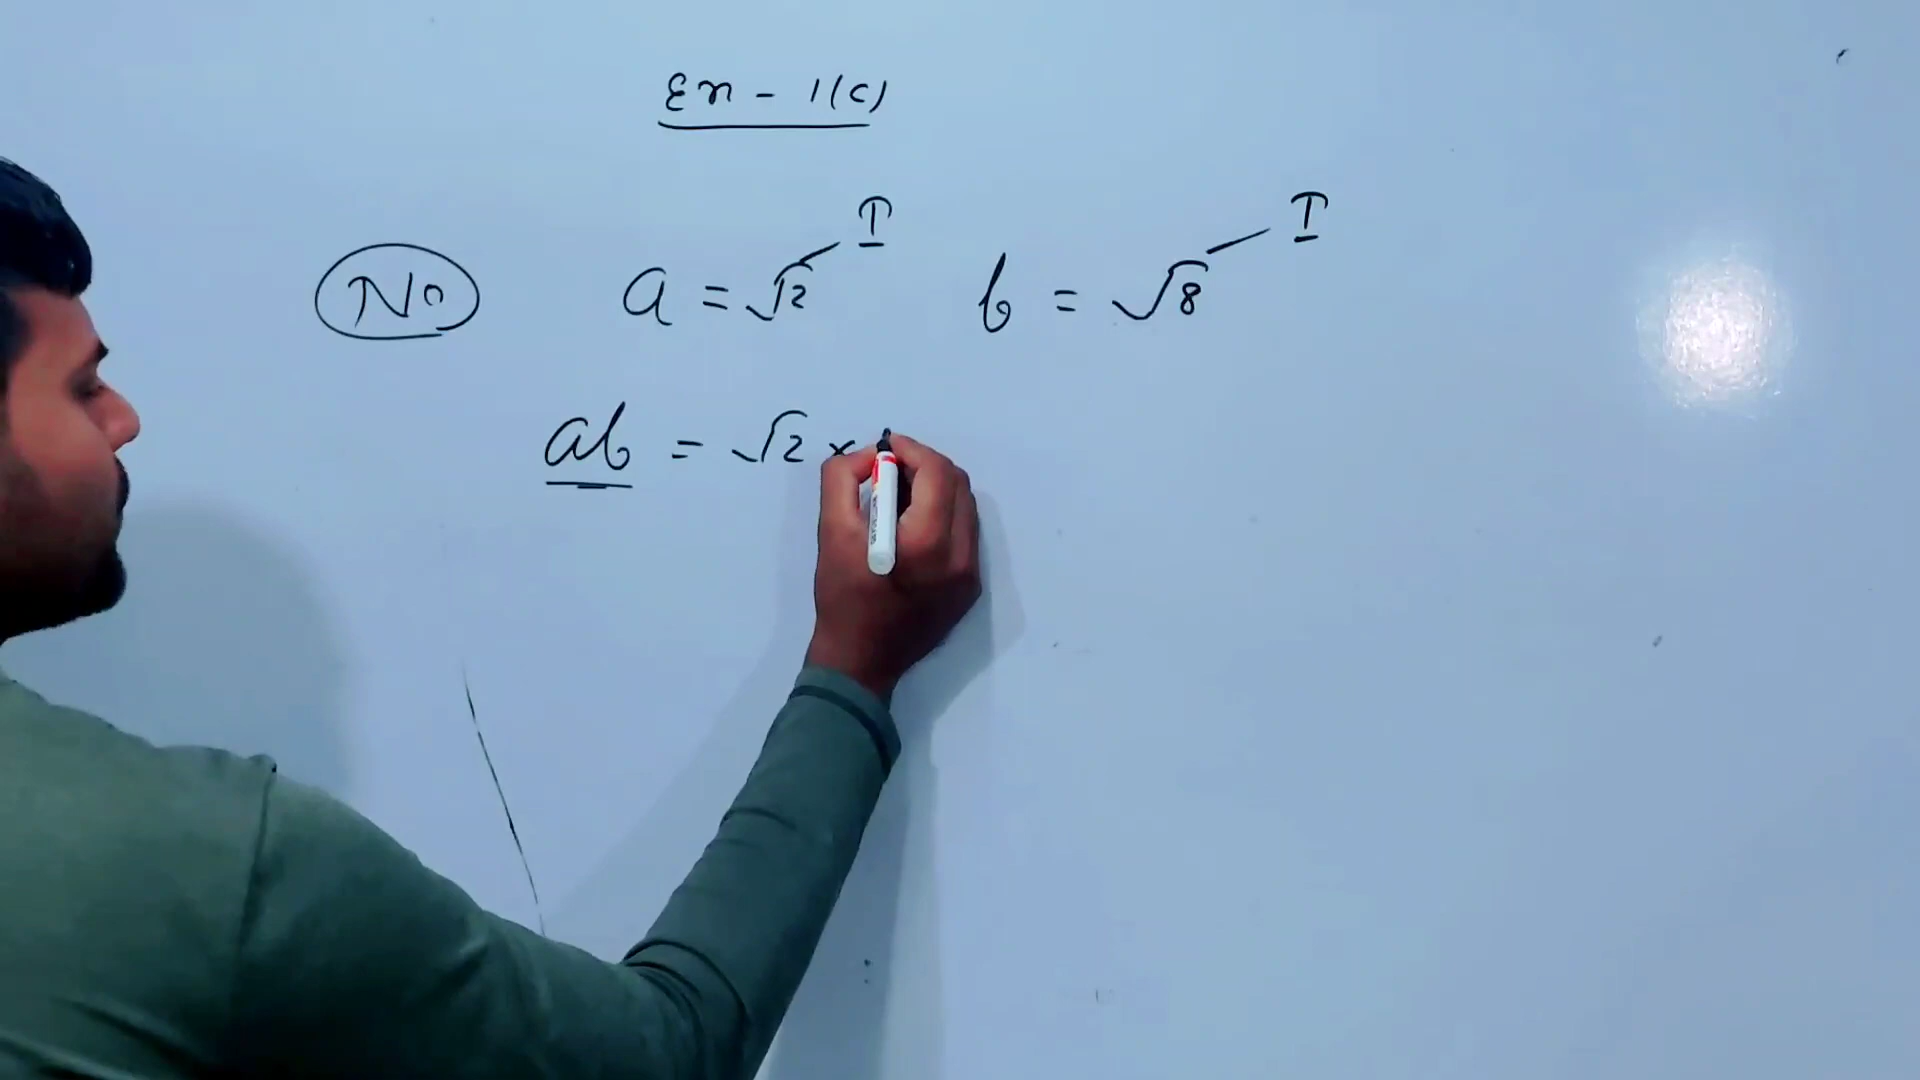 Ex - 1(c)
I I
No a = √2 b = √8
ab = √2 ×